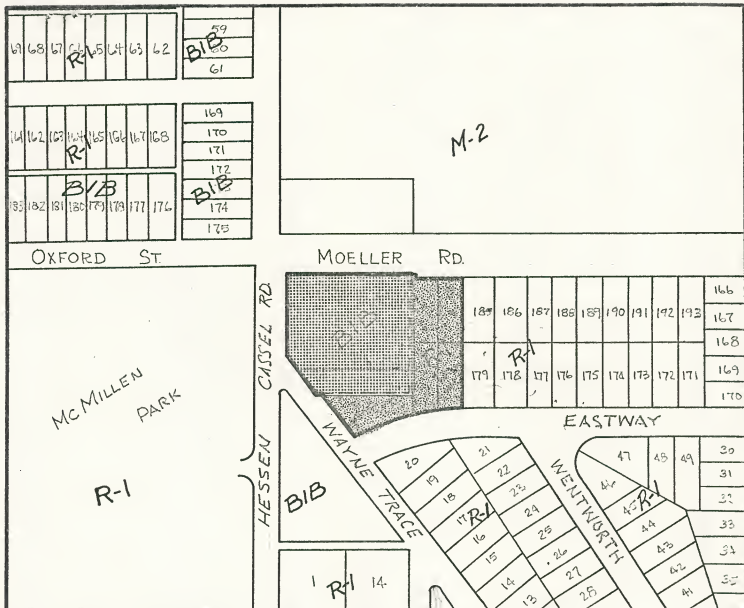 59
69 68 67 66 65 64 63 62
R-1
B1B
60
61
M-2
169
161 162 163 164 165 166 167 168
170
171
R-1
172
B1B
B1B
183 182 181 180 179 178 177 176
174
175
OXFORD ST.
MOELLER RD.
HESSEN CASSEL RD.
B1B
185 186 187 188 189 190 191 192 193
166
167
168
R-1
179 178 177 176 175 174 173 172 171
169
170
MCMILLEN PARK
R-1
EASTWAY
WAYNE TRACE
B1B
WENTWORTH
20 21
19 22
18 23
17 R-1 24
16 25
15 26
14 27
13 28
47 48 49
46
45 R-1
44
43
42
41
30
31
32
33
34
35
1 R-1 14